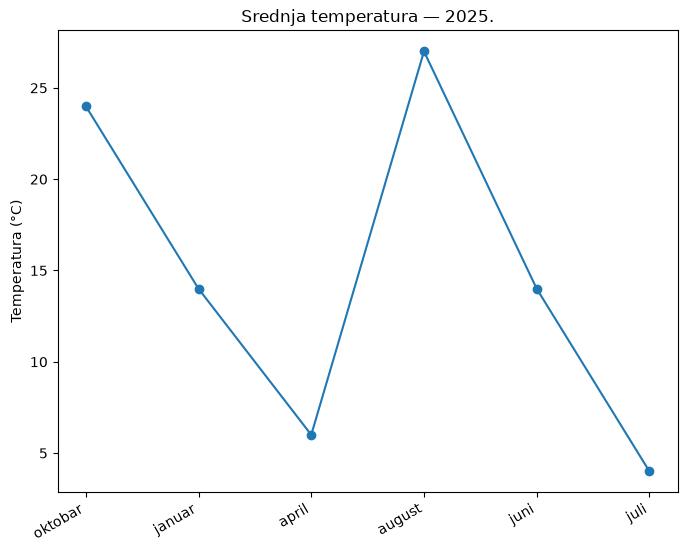 Srednja temperatura — 2025.
Temperatura (°C)
25
20
15
10
5
oktobar
januar
april
august
juni
juli